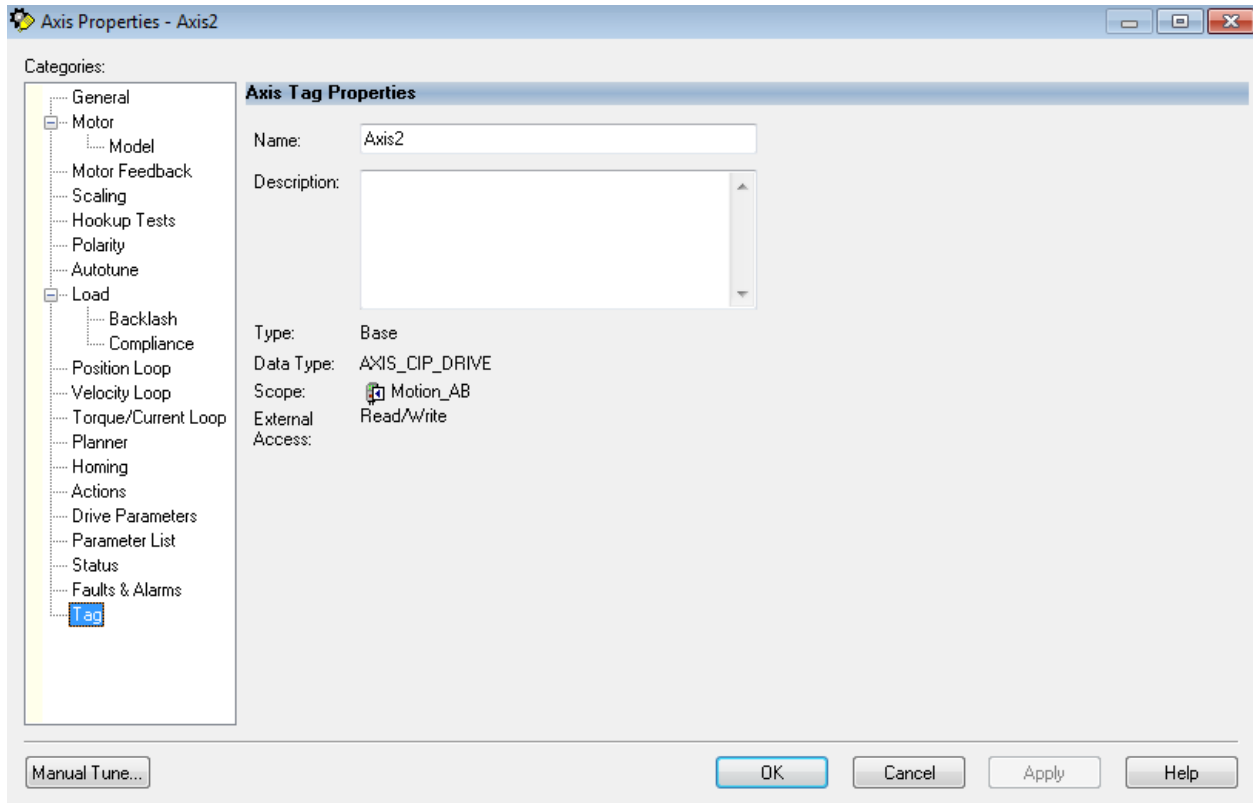 Axis Properties - Axis2
Categories:
General
Motor
Model
Motor Feedback
Scaling
Hookup Tests
Polarity
Autotune
Load
Backlash
Compliance
Position Loop
Velocity Loop
Torque/Current Loop
Planner
Homing
Actions
Drive Parameters
Parameter List
Status
Faults & Alarms
Tag
Axis Tag Properties
Name: Axis2
Description:
Type: Base
Data Type: AXIS_CIP_DRIVE
Scope: Motion_AB
External Read/Write
Access:
Manual Tune... OK Cancel Apply Help